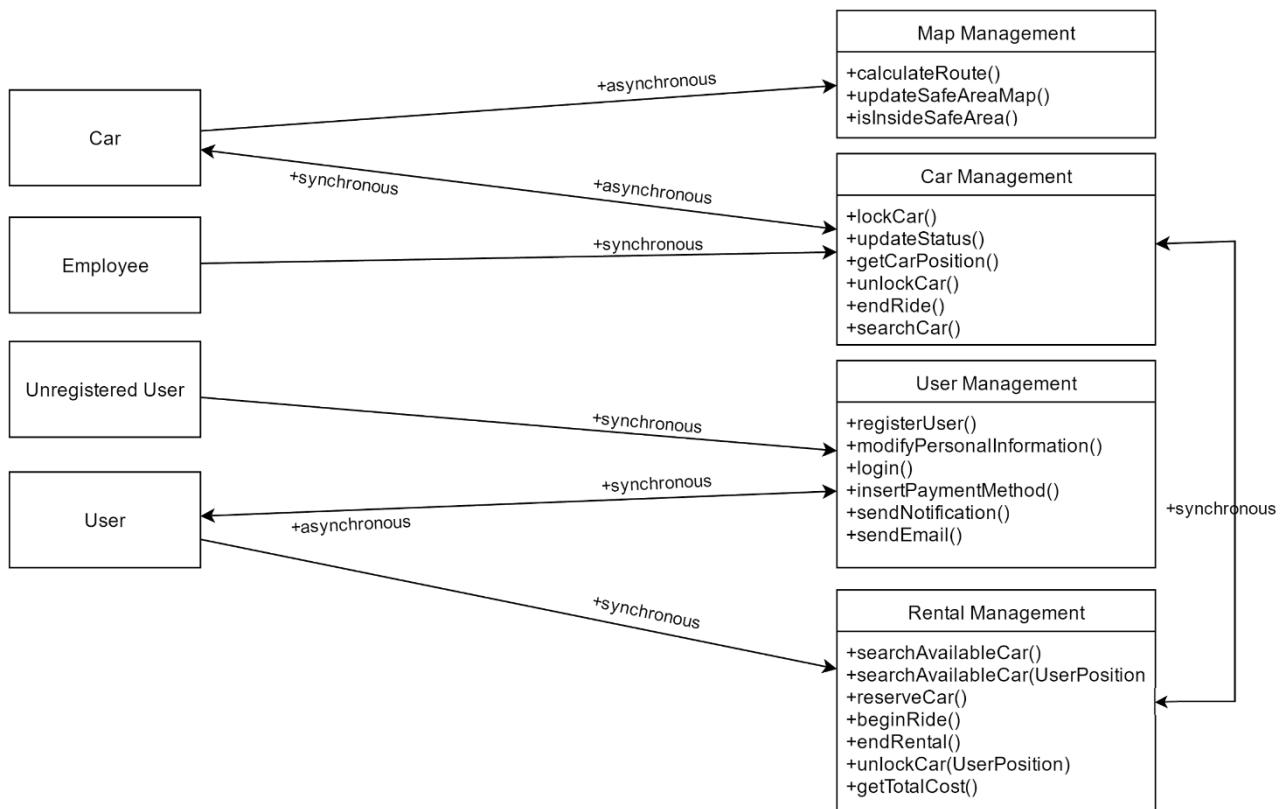 Map Management
+calculateRoute()
+updateSafeAreaMap()
+isInsideSafeArea()
+asynchronous
Car
Car Management
+lockCar()
+updateStatus()
+getCarPosition()
+unlockCar()
+endRide()
+searchCar()
+synchronous
+asynchronous
Employee
+synchronous
Unregistered User
User Management
+registerUser()
+modifyPersonalInformation()
+login()
+insertPaymentMethod()
+sendNotification()
+sendEmail()
+synchronous
+synchronous
+asynchronous
User
+synchronous
+synchronous
Rental Management
+searchAvailableCar()
+searchAvailableCar(UserPosition
+reserveCar()
+beginRide()
+endRental()
+unlockCar(UserPosition)
+getTotalCost()